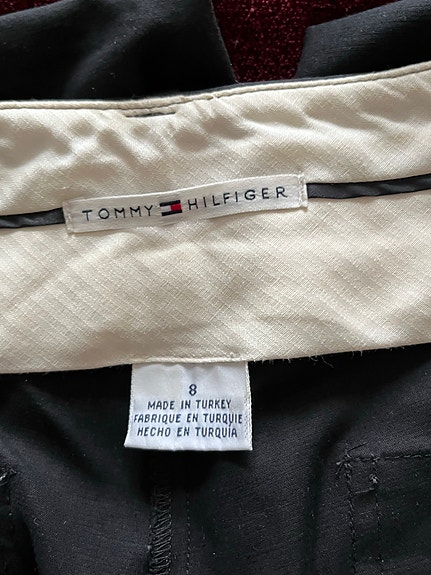 TOMMY HILFIGER
8
MADE IN TURKEY
FABRIQUE EN TURQUIE
HECHO EN TURQUIA